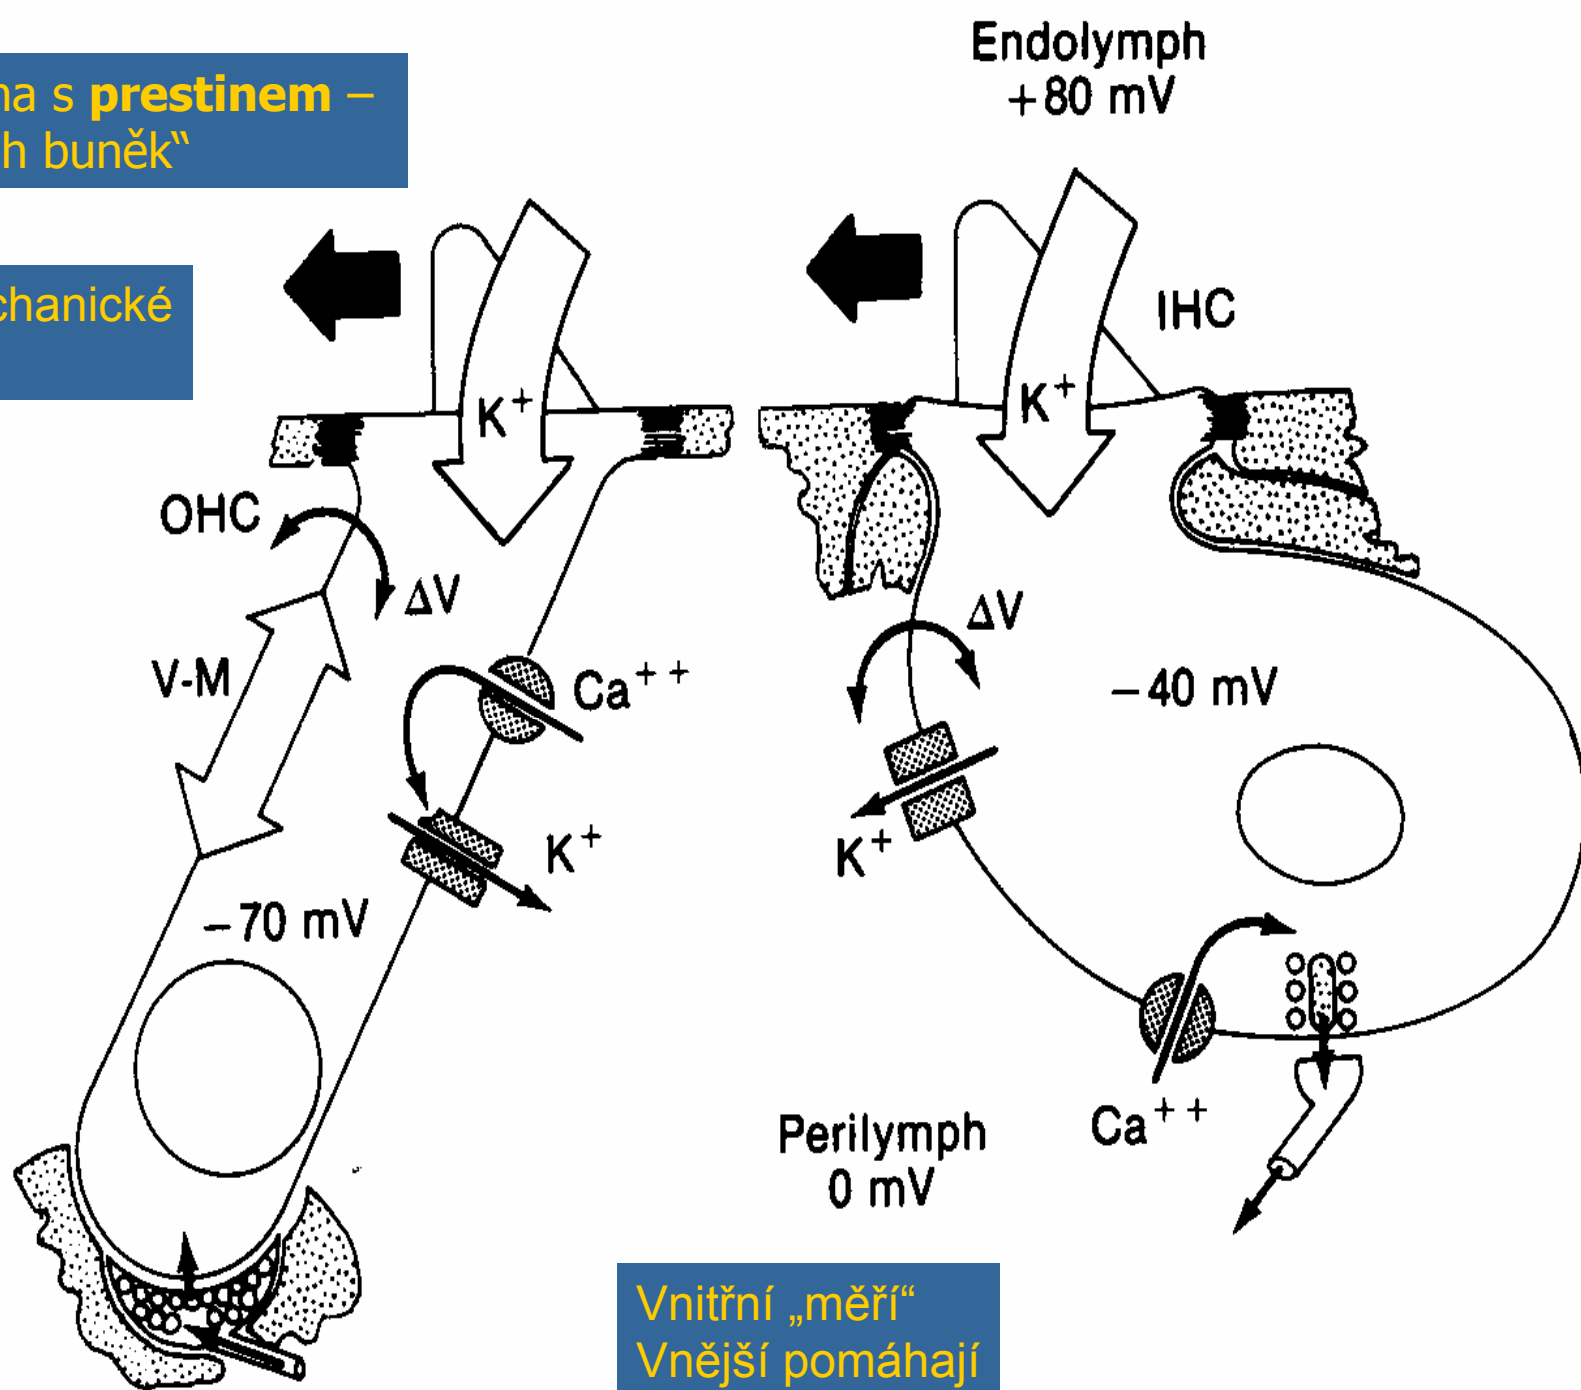 Endolymph
+80 mV
na s prestinem –
h buněk“
chanické
IHC
K+
K+
OHC
ΔV
ΔV
V-M
Ca++
−40 mV
K+
K+
−70 mV
Perilymph
0 mV
Ca++
Vnitřní „měří“
Vnější pomáhají